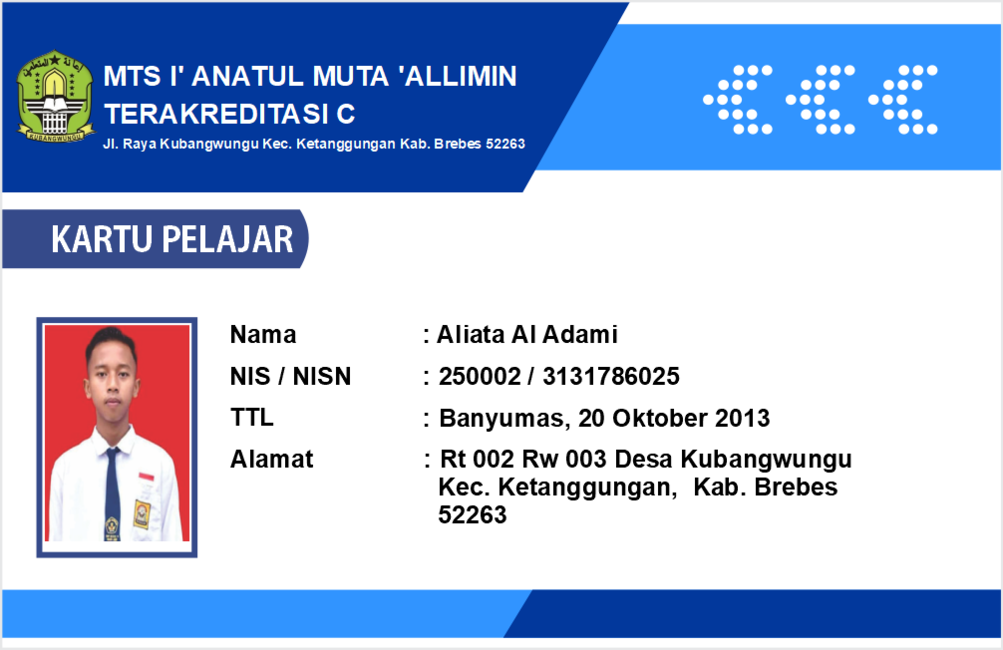 MTS I' ANATUL MUTA 'ALLIMIN
TERAKREDITASI C
Jl. Raya Kubangwungu Kec. Ketanggungan Kab. Brebes 52263
KUBANGWUNGU
KARTU PELAJAR
Nama : Aliata Al Adami
NIS / NISN : 250002 / 3131786025
TTL : Banyumas, 20 Oktober 2013
Alamat : Rt 002 Rw 003 Desa Kubangwungu
Kec. Ketanggungan, Kab. Brebes
52263